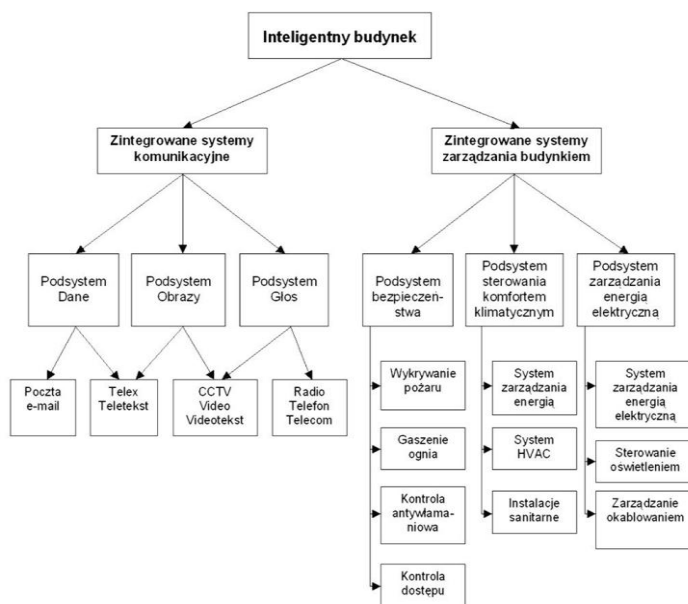 Inteligentny budynek
Zintegrowane systemy
komunikacyjne
Zintegrowane systemy
zarządzania budynkiem
Podsystem
Dane
Podsystem
Obrazy
Podsystem
Głos
Podsystem
bezpieczeń-
stwa
Podsystem
sterowania
komfortem
klimatycznym
Podsystem
zarządzania
energia
elektryczną
Poczta
e-mail
Telex
Teletekst
CCTV
Video
Videotekst
Radio
Telefon
Telecom
Wykrywanie
pożaru
Gaszenie
ognia
Kontrola
antywłama-
niowa
Kontrola
dostępu
System
zarządzania
energią
System
HVAC
Instalacje
sanitarne
System
zarządzania
energią
elektryczną
Sterowanie
oświetleniem
Zarządzanie
okablowaniem